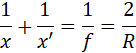 1/x + 1/x′ = 1/f = 2/R